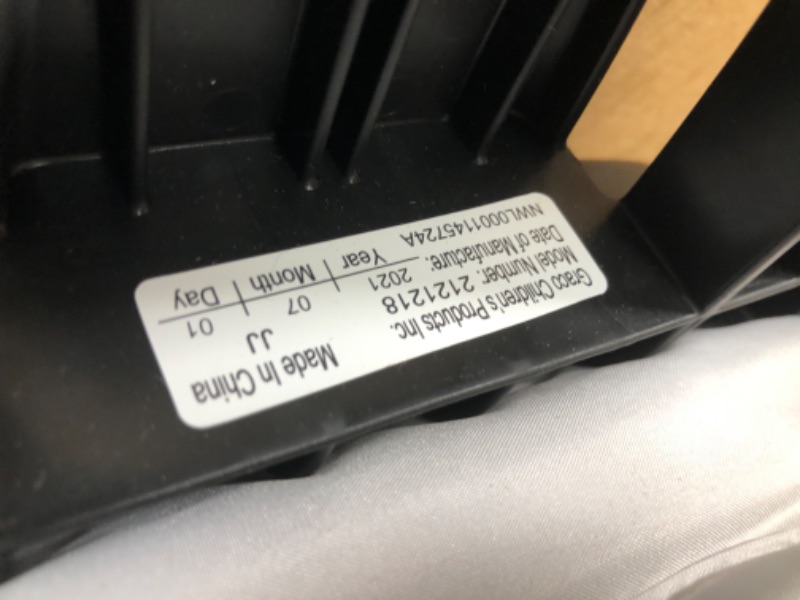 Graco Children's Products Inc.
Model Number: 2121218
Date of Manufacture: 2021 | 07 | 01
Year | Month | Day
NWL0001145724A
Made In China
JJ